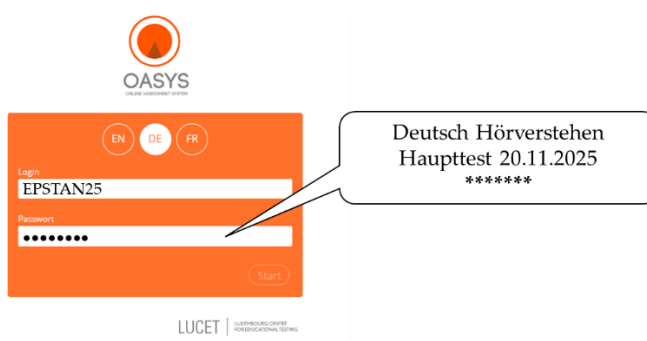 OASYS
ONLINE ASSESSMENT SYSTEM
EN DE FR
Login
EPSTAN25
Passwort
●●●●●●●●
Start
Deutsch Hörverstehen
Haupttest 20.11.2025
*******
LUCET
LUXEMBOURG CENTRE
FOR EDUCATIONAL TESTING